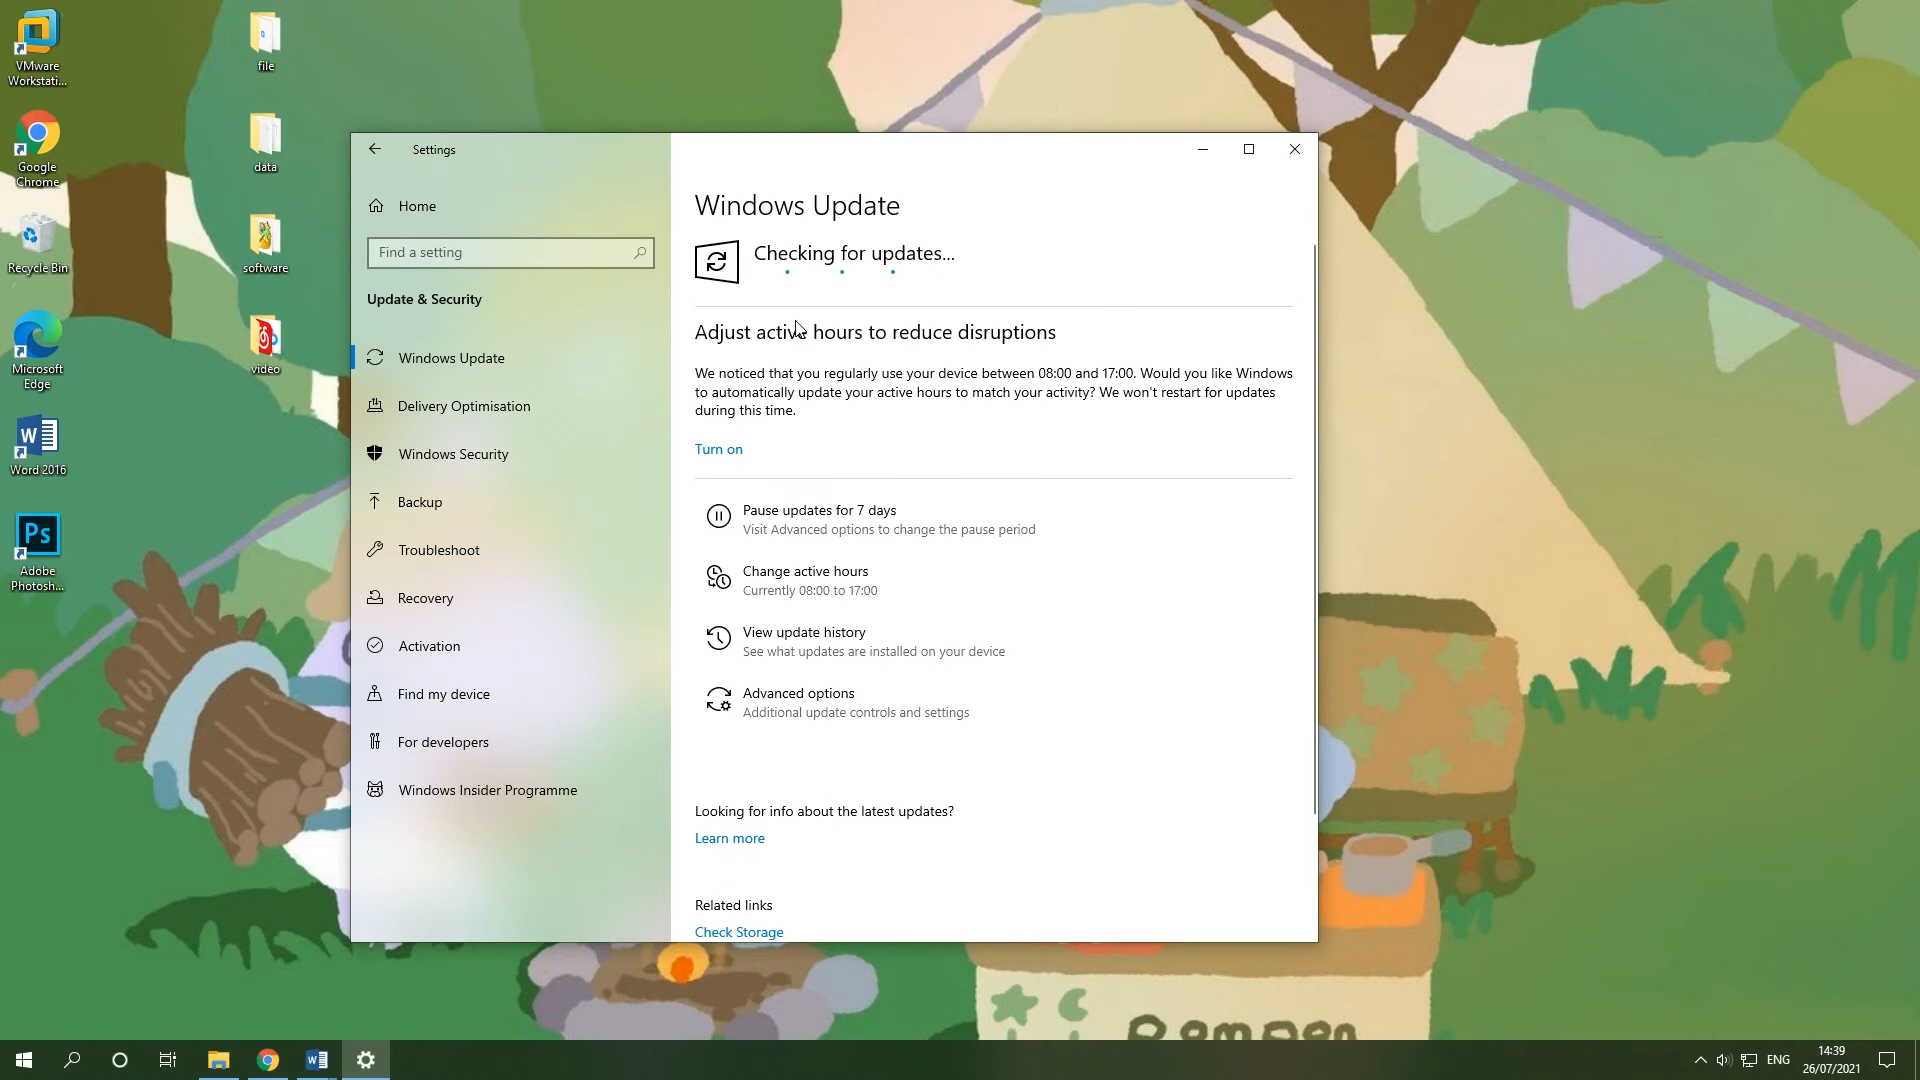 VMware
Workstati...
Google
Chrome
Recycle Bin
Microsoft
Edge
Word 2016
Ps
Adobe
Photosh...
file
data
software
video
Settings
Home
Find a setting
Update & Security
Windows Update
Delivery Optimisation
Windows Security
Backup
Troubleshoot
Recovery
Activation
Find my device
For developers
Windows Insider Programme
Windows Update
Checking for updates...
Adjust active hours to reduce disruptions
We noticed that you regularly use your device between 08:00 and 17:00. Would you like Windows
to automatically update your active hours to match your activity? We won't restart for updates
during this time.
Turn on
Pause updates for 7 days
Visit Advanced options to change the pause period
Change active hours
Currently 08:00 to 17:00
View update history
See what updates are installed on your device
Advanced options
Additional update controls and settings
Looking for info about the latest updates?
Learn more
Related links
Check Storage
ENG
14:39
26/07/2021